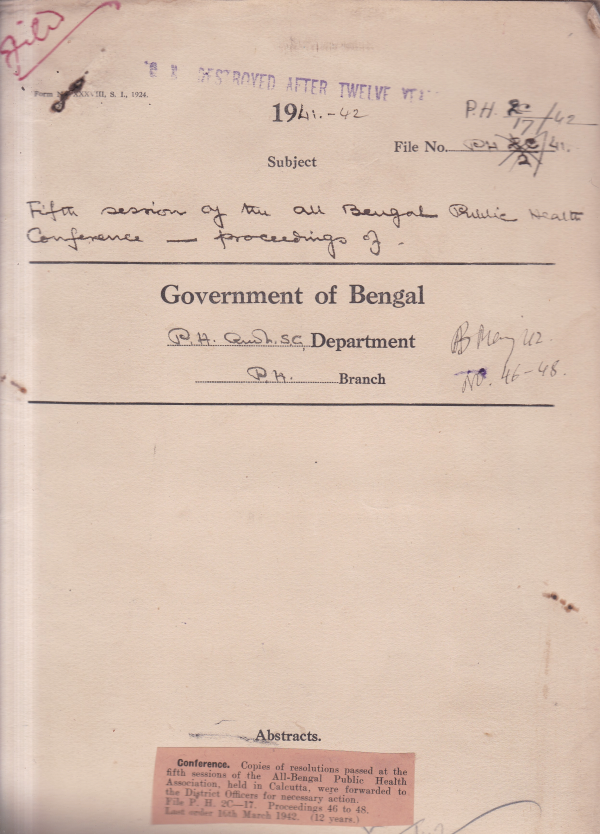 File
DESTROYED AFTER TWELVE
Form No. XXXVIII, S. I., 1924.
1941.-42
P.H. 2C/17/42
File No. PH 41.
2
Subject
Fifth session of the all Bengal Public Health
Conference — proceedings of.
Government of Bengal
P.H. and L.S.G. Department
P.H. Branch
B May 42.
No. 46-48.
Abstracts.
Conference. Copies of resolutions passed at the
fifth sessions of the All-Bengal Public Health
Association, held in Calcutta, were forwarded to
the District Officers for necessary action.
File P. H. 2C—17. Proceedings 46 to 48.
Last order 16th March 1942. (12 years.)